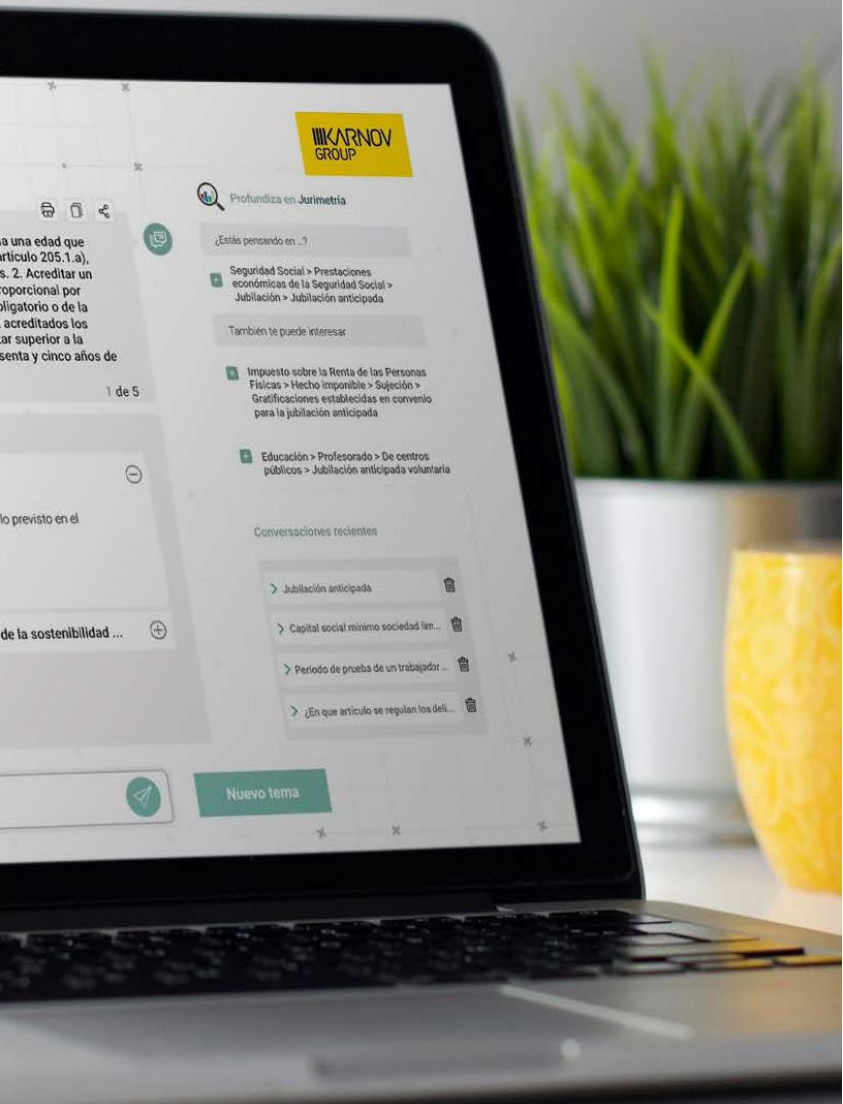 KARNOV
GROUP
a una edad que
artículo 205.1.a),
s. 2. Acreditar un
roporcional por
bligatorio o de la
acreditados los
tar superior a la
senta y cinco años de
1 de 5
lo previsto en el
de la sostenibilidad ...
Profundiza en Jurimetría
¿Estás pensando en ...?
Seguridad Social > Prestaciones
económicas de la Seguridad Social >
Jubilación > Jubilación anticipada
También te puede interesar
Impuesto sobre la Renta de las Personas
Físicas > Hecho imponible > Sujeción >
Gratificaciones establecidas en convenio
para la jubilación anticipada
Educación > Profesorado > De centros
públicos > Jubilación anticipada voluntaria
Conversaciones recientes
Jubilación anticipada
Capital social mínimo sociedad lim...
Periodo de prueba de un trabajador ...
¿En que artículo se regulan los deli...
Nuevo tema